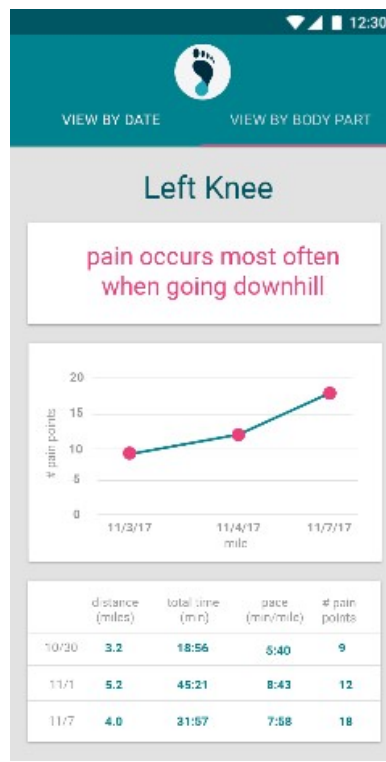 12:30
VIEW BY DATE VIEW BY BODY PART
Left Knee
pain occurs most often
when going downhill
20
15
10
5
0
# pain points
11/3/17 11/4/17 11/7/17
mile
distance total time pace # pain
(miles) (min) (min/mile) points
10/30 3.2 18:56 5:40 9
11/1 5.2 45:21 8:43 12
11/7 4.0 31:57 7:58 18